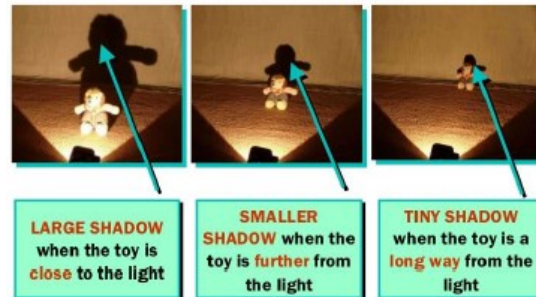 LARGE SHADOW
when the toy is
close to the light
SMALLER
SHADOW when the
toy is further from
the light
TINY SHADOW
when the toy is a
long way from the
light